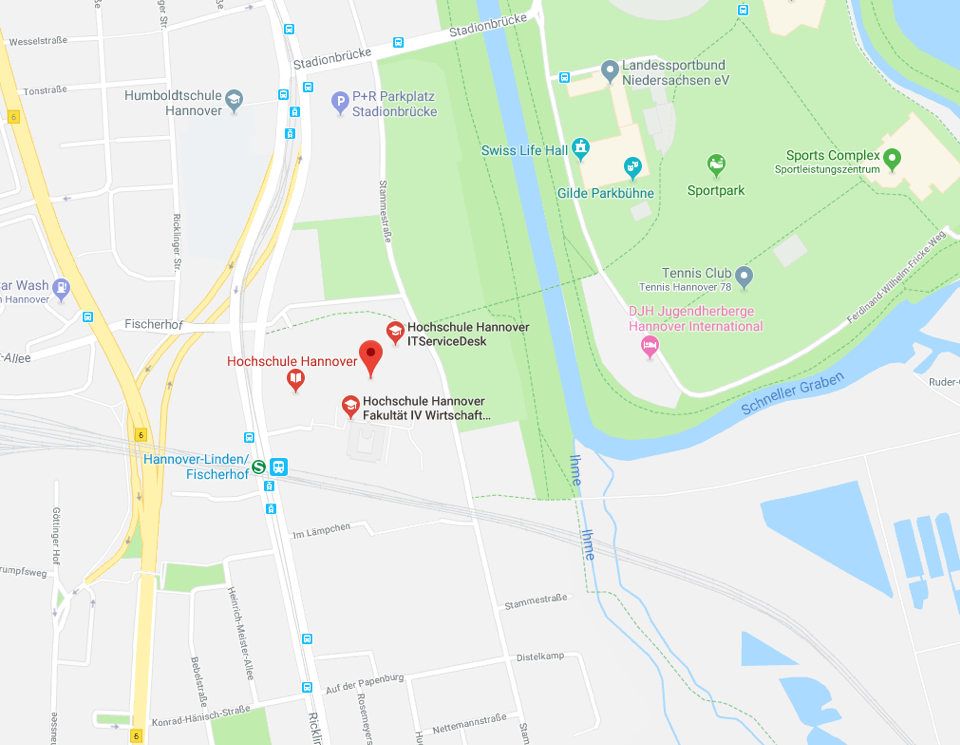 Wesselstraße
Ricklinger Str.
Stadionbrücke
Stadionbrücke
Tonstraße
Humboldtschule
Hannover
P
P+R Parkplatz
Stadionbrücke
Landessportbund
Niedersachsen eV
6
Swiss Life Hall
Gilde Parkbühne
Sportpark
Sports Complex
Sportleistungszentrum
Stammestraße
Ricklinger Str.
Ferdinand-Wilhelm-Fricke-Weg
ar Wash
n Hannover
Tennis Club
Tennis Hannover 78
DJH Jugendherberge
Hannover International
Fischerhof
-Allee
Hochschule Hannover
ITServiceDesk
Hochschule Hannover
Hochschule Hannover
Fakultät IV Wirtschaft...
Schneller Graben
Ruder-
6
Hannover-Linden/
Fischerhof
S
Ihme
Göttinger Hof
Im Lämpchen
Ihme
rumpfsweg
Heinrich-Meister-Allee
Stammestraße
Bebelstraße
Distelkamp
Auf der Papenburg
Konrad-Hänisch-Straße
Rosemeyers
Nettemannstraße
Ricklin
Stam
6